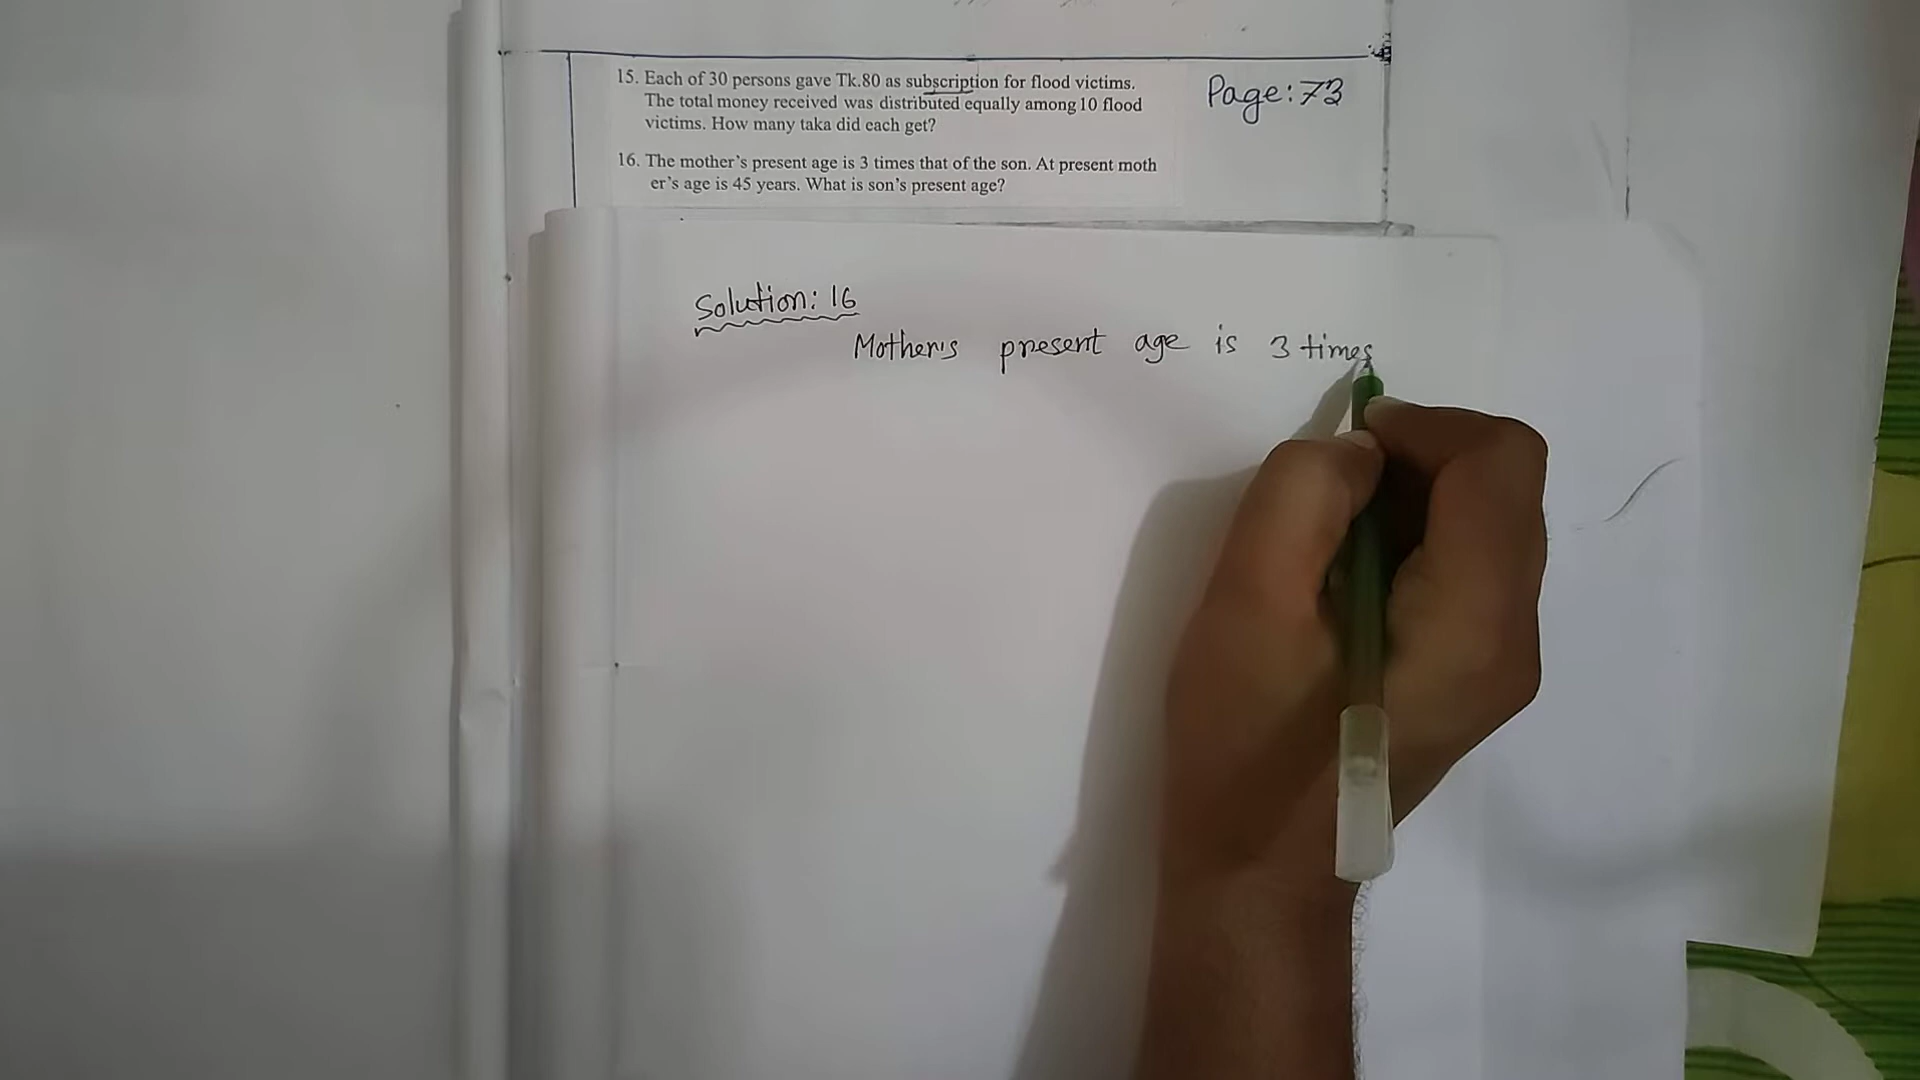 15. Each of 30 persons gave Tk.80 as subscription for flood victims.
The total money received was distributed equally among 10 flood
victims. How many taka did each get?
Page: 73
16. The mother's present age is 3 times that of the son. At present moth
er's age is 45 years. What is son's present age?
Solution: 16
Mother's present age is 3 times